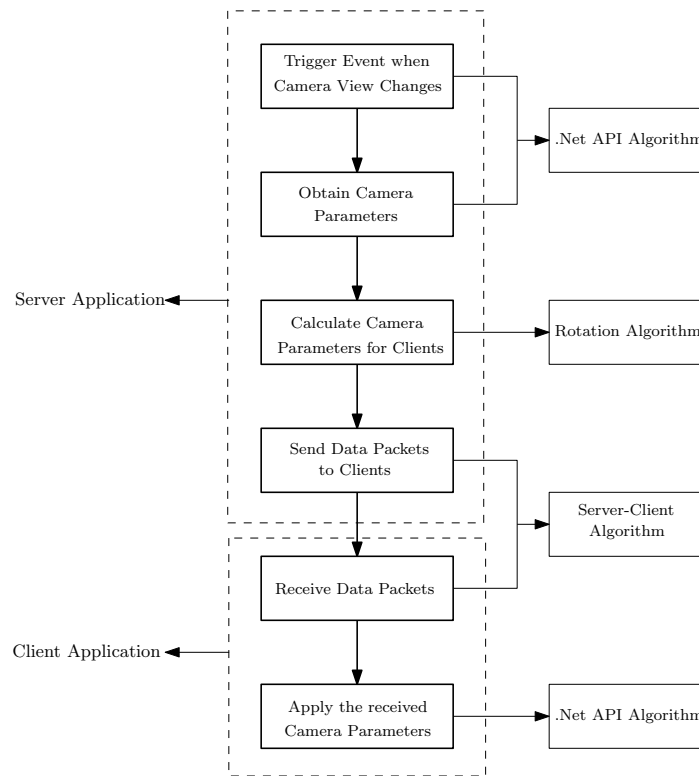 Trigger Event when
Camera View Changes
.Net API Algorithm
Obtain Camera
Parameters
Server Application
Calculate Camera
Parameters for Clients
Rotation Algorithm
Send Data Packets
to Clients
Server-Client
Algorithm
Receive Data Packets
Client Application
Apply the received
Camera Parameters
.Net API Algorithm